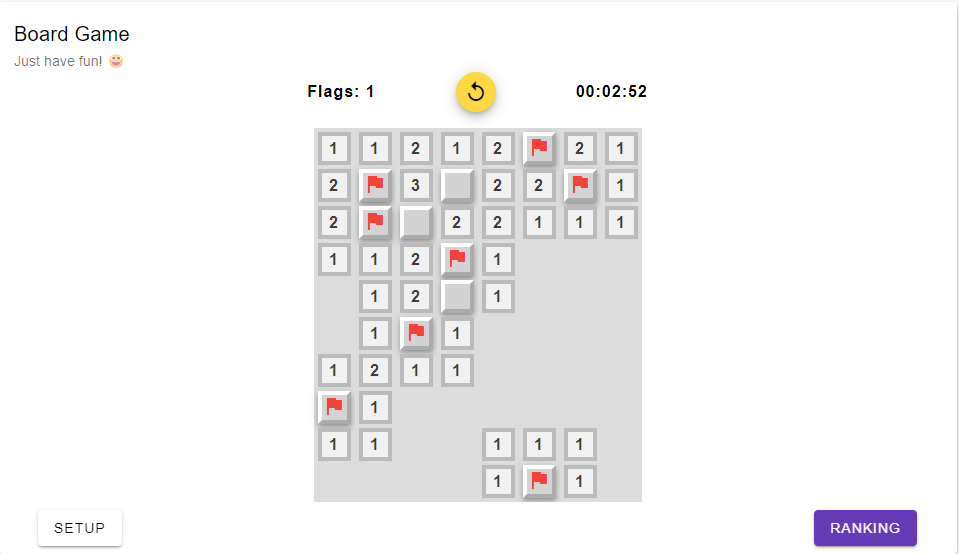 Board Game
Just have fun! 😀
Flags: 1
00:02:52
1 1 2 1 2 2 1
2 3 2 2 1
2 2 2 1 1 1
1 1 2 1
1 2 1
1 1
1 2 1 1
1
1 1 1 1 1
1 1
SETUP
RANKING